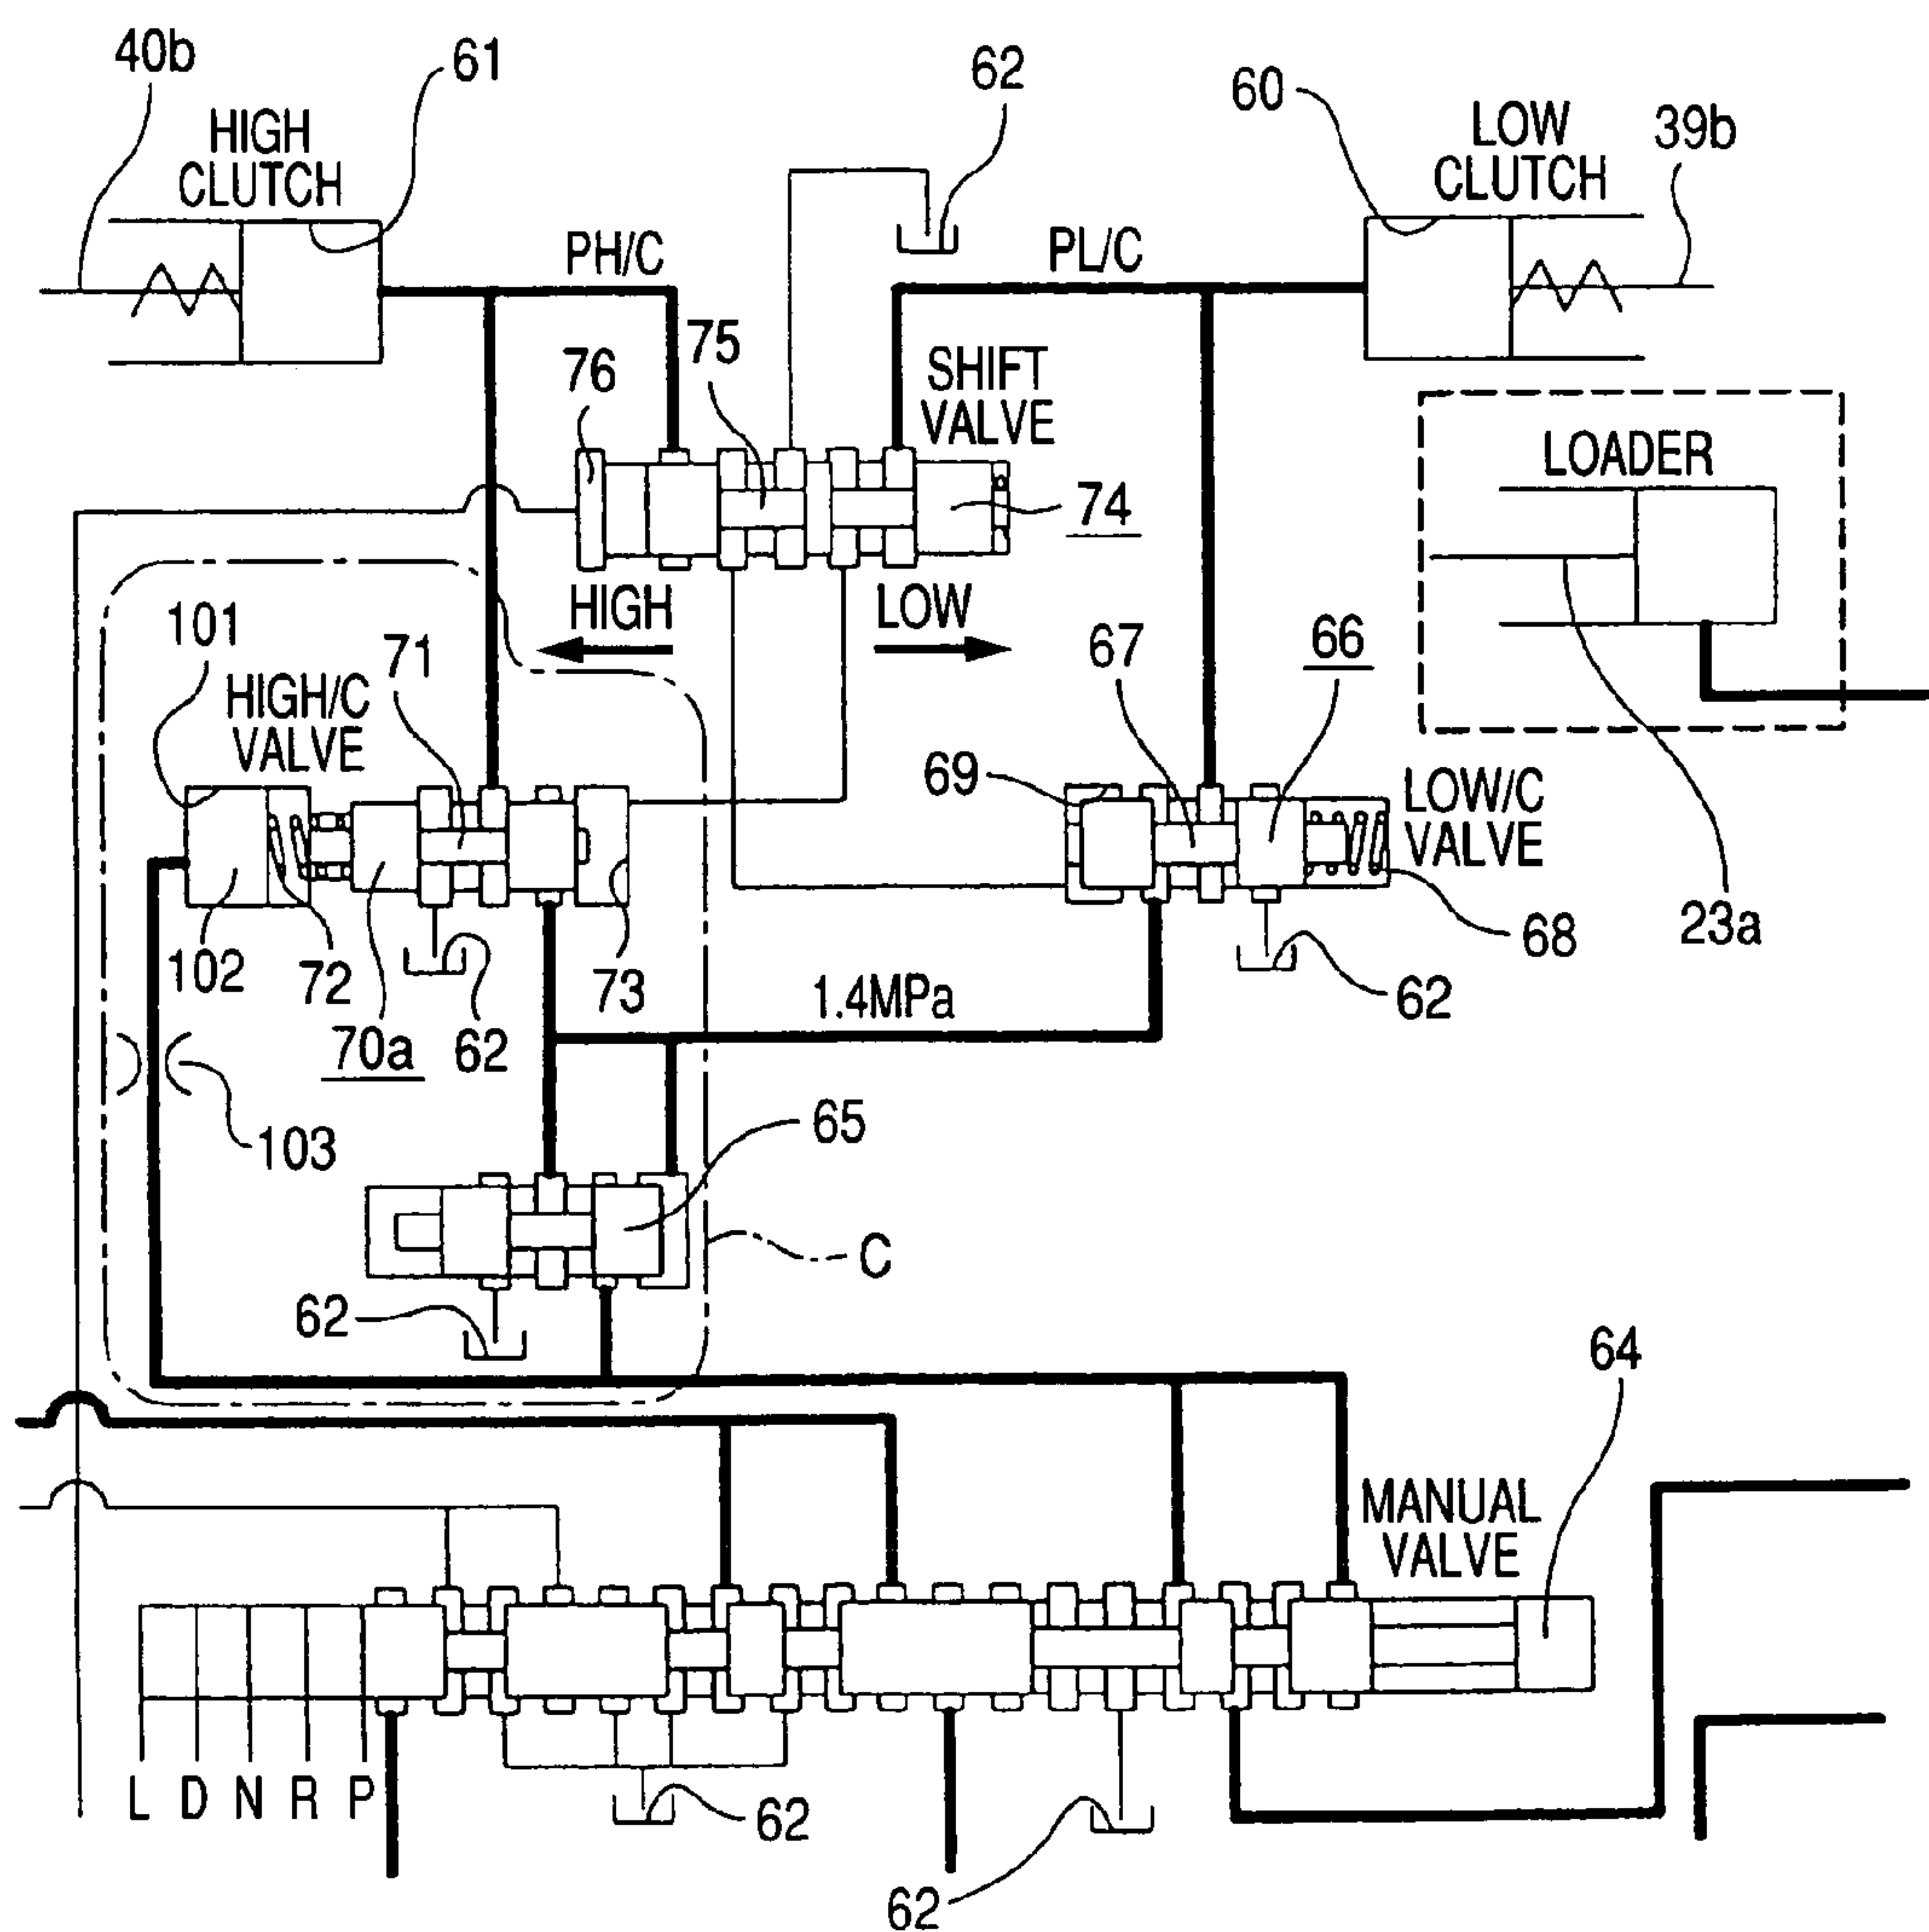 40b
61
62
60
HIGH
CLUTCH
LOW
CLUTCH
39b
PH/C
PL/C
76
75
SHIFT
VALVE
74
LOADER
HIGH
LOW
101
71
67
66
HIGH/C
VALVE
69
LOW/C
VALVE
102
72
70a
62
73
1.4MPa
62
68
23a
103
65
C
62
64
MANUAL
VALVE
L D N R P
62
62